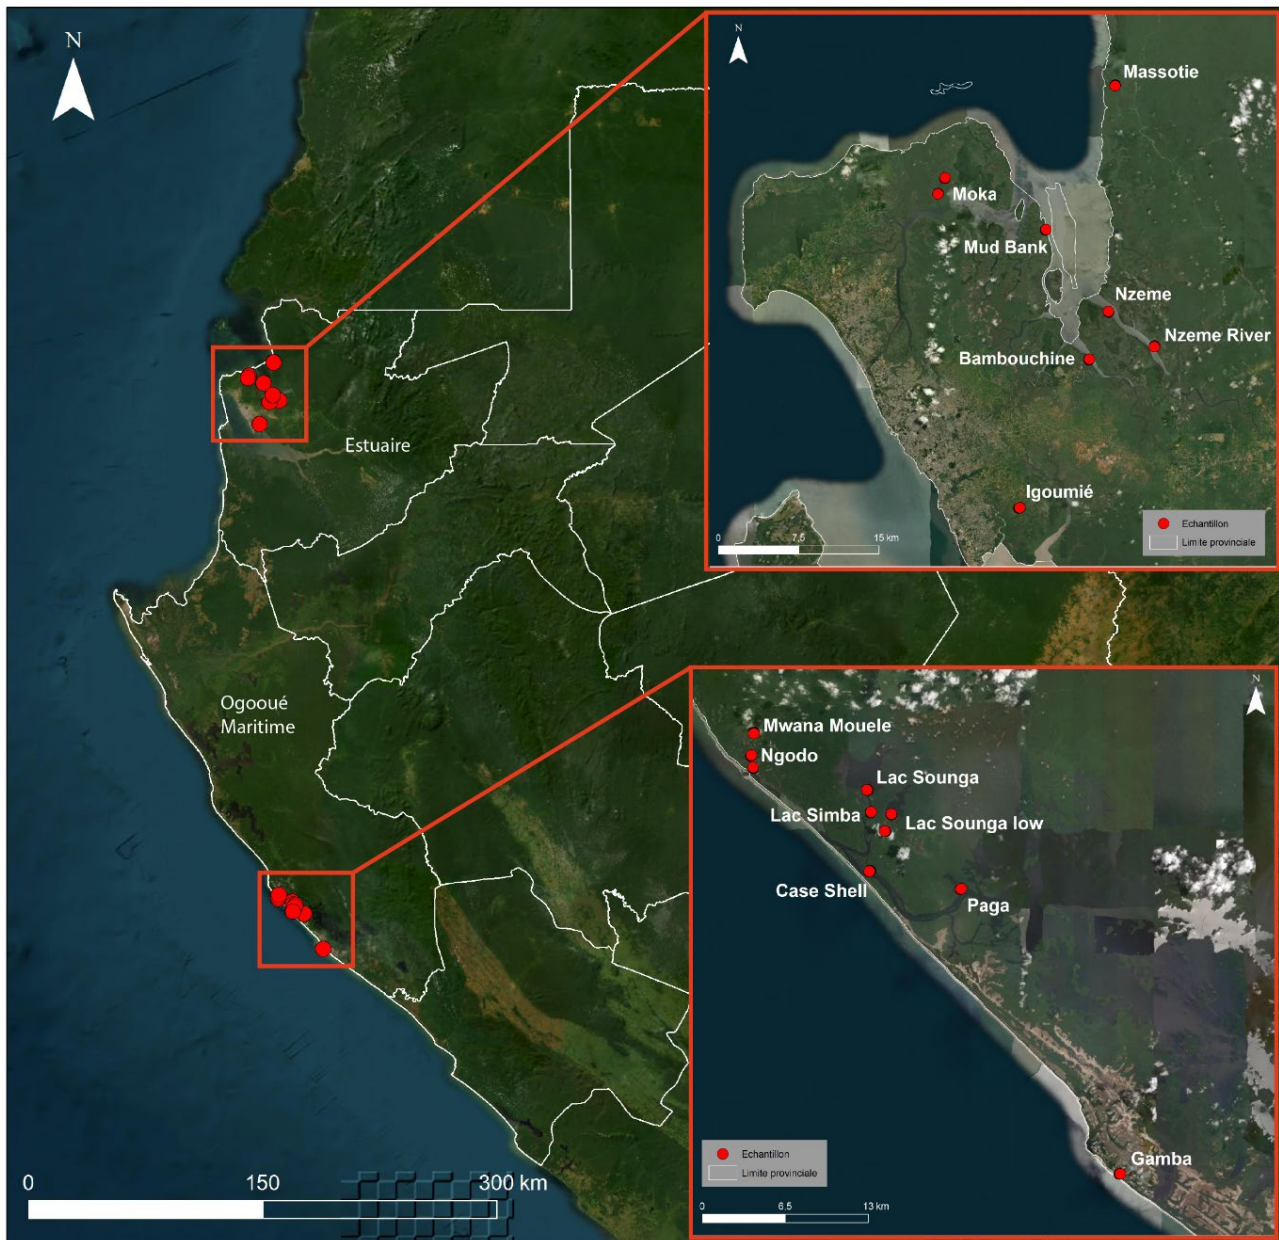 N
Estuaire
Ogooué
Maritime
0 150 300 km
N
Massotie
Moka
Mud Bank
Nzeme
Nzeme River
Bambouchine
Igoumié
Echantillon
Limite provinciale
0 7,5 15 km
N
Mwana Mouele
Ngodo
Lac Sounga
Lac Simba
Lac Sounga low
Case Shell
Paga
Gamba
Echantillon
Limite provinciale
0 6,5 13 km